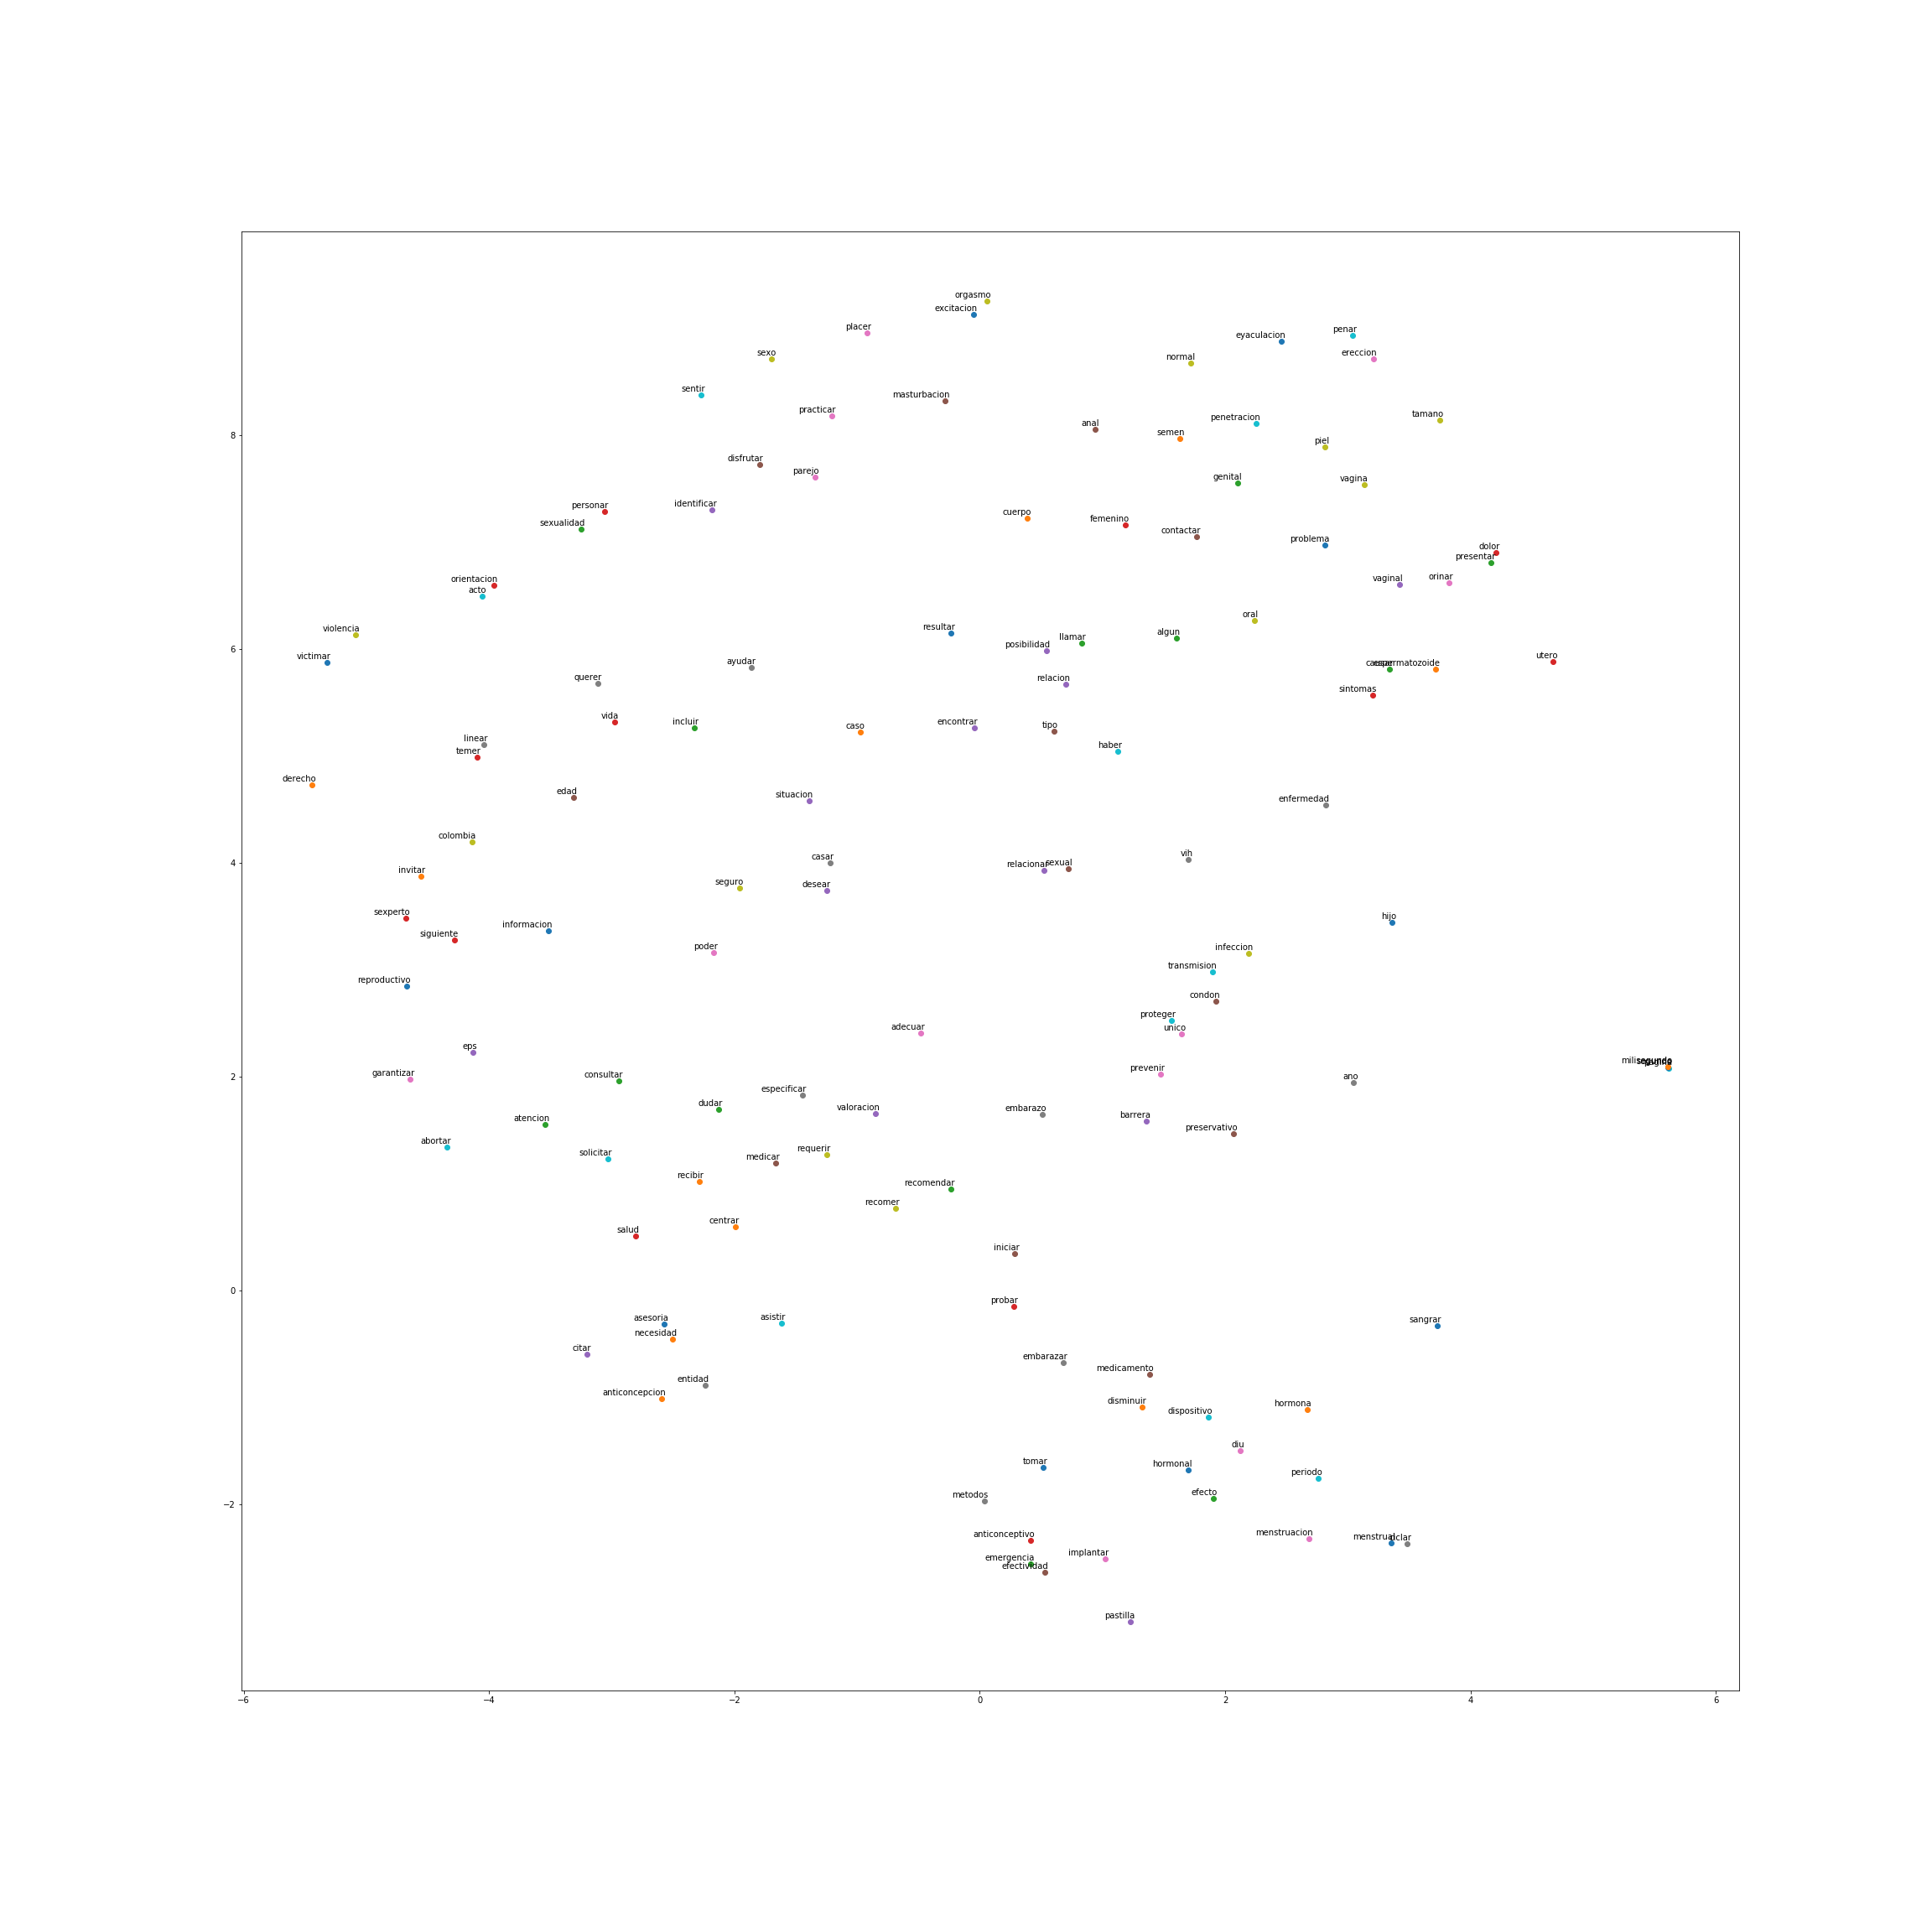 orgasmo
excitacion
placer
penar
eyaculacion
sexo
ereccion
normal
sentir
masturbacion
practicar
tamano
penetracion
anal
semen
8
piel
disfrutar
parejo
genital
vagina
identificar
personar
cuerpo
sexualidad
femenino
contactar
problema
dolor
presentar
orientacion
vaginal
orinar
acto
oral
violencia
resultar
algun
llamar
6
posibilidad
victimar
utero
espermatozoide
ayudar
querer
relacion
sintomas
vida
incluir
encontrar
caso
tipo
linear
haber
temer
derecho
edad
situacion
enfermedad
colombia
vih
4
casar
relacionar
sexual
invitar
seguro
desear
sexperto
hijo
informacion
siguiente
poder
infeccion
transmision
reproductivo
condon
adecuar
proteger
unico
eps
2
garantizar
consultar
prevenir
ano
especificar
dudar
valoracion
embarazo
atencion
barrera
preservativo
abortar
requerir
solicitar
medicar
recibir
recomendar
recomer
centrar
salud
iniciar
0
probar
asesoria
asistir
sangrar
necesidad
citar
embarazar
medicamento
entidad
anticoncepcion
disminuir
dispositivo
hormona
diu
tomar
hormonal
periodo
efecto
metodos
−2
menstruacion
menstrual
anticonceptivo
emergencia
implantar
efectividad
pastilla
−6 −4 −2 0 2 4 6